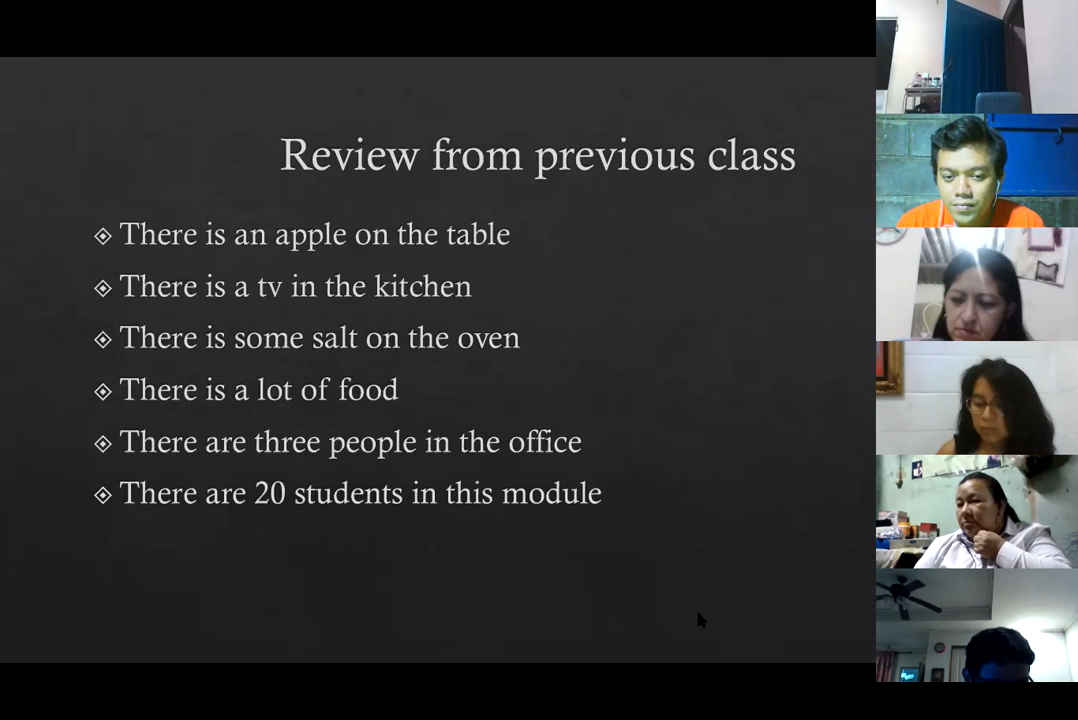 Review from previous class
There is an apple on the table
There is a tv in the kitchen
There is some salt on the oven
There is a lot of food
There are three people in the office
There are 20 students in this module